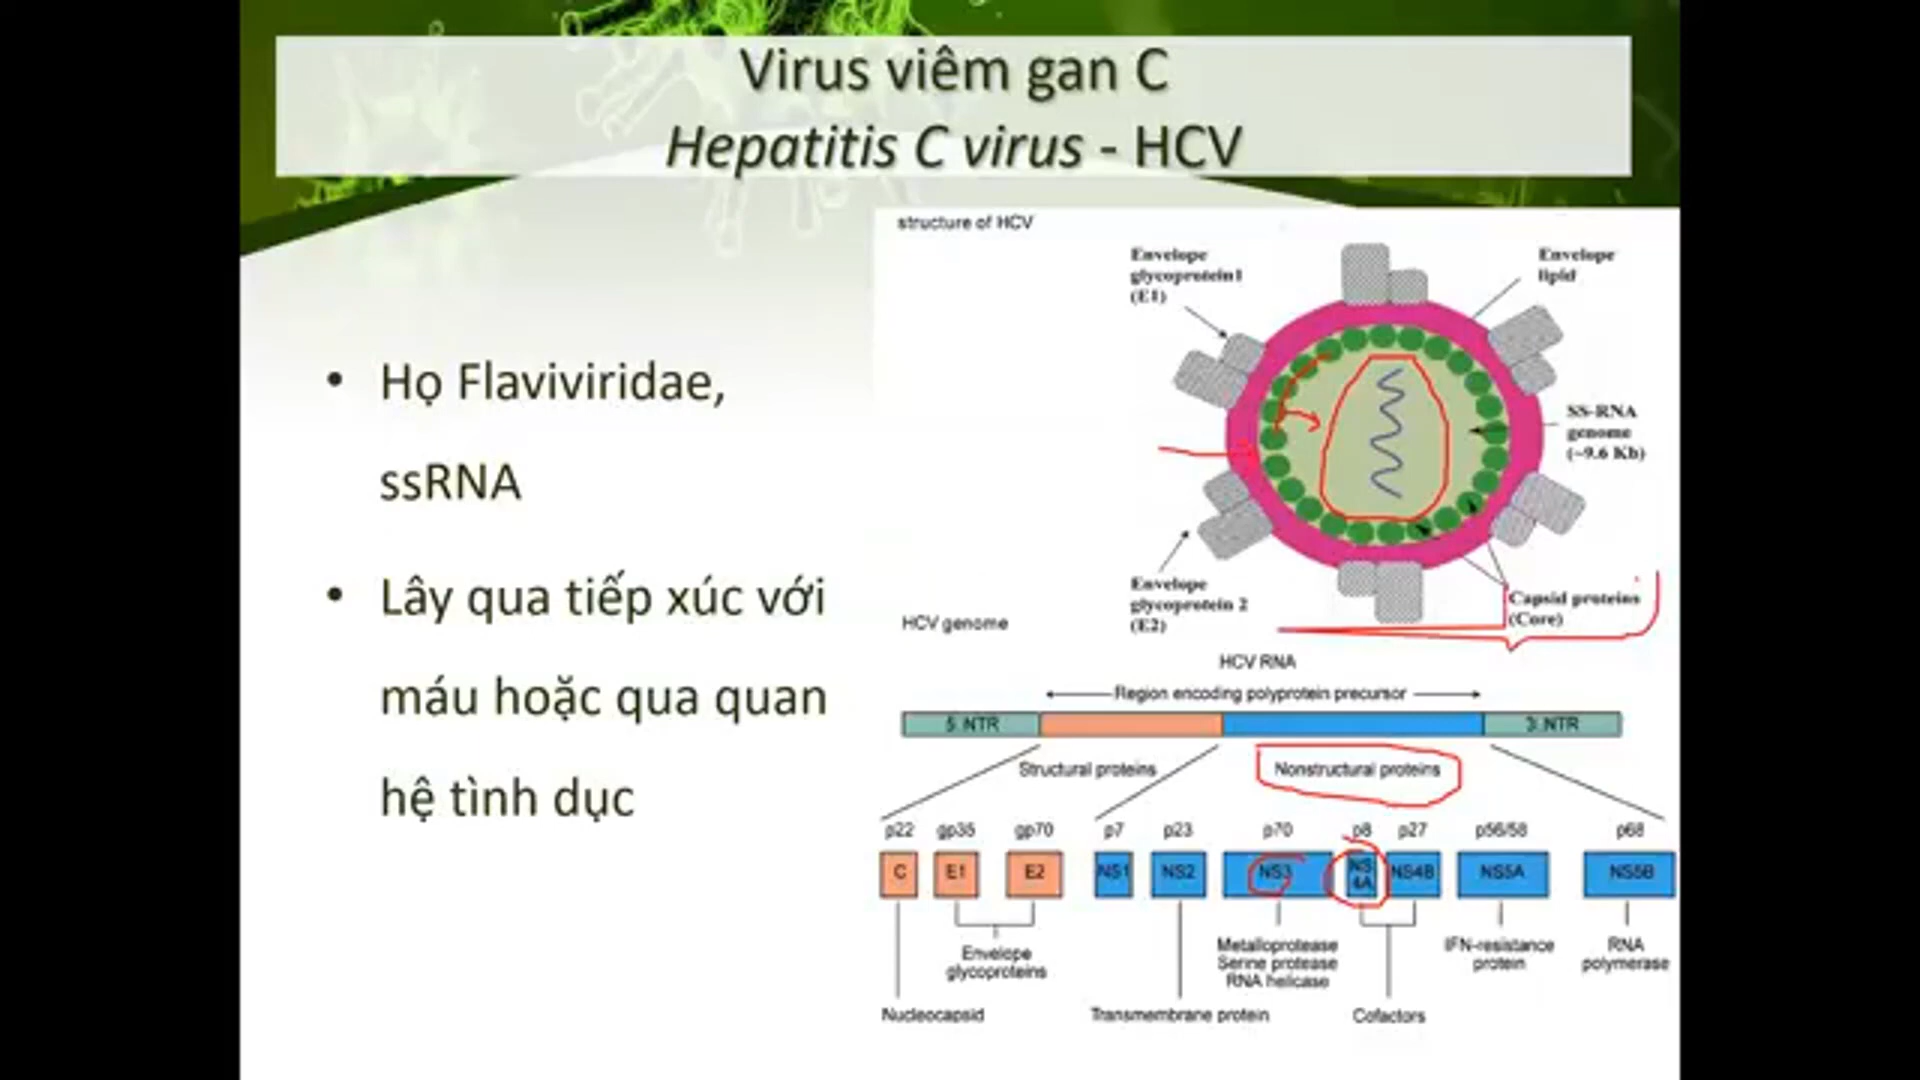 Virus viêm gan C
Hepatitis C virus - HCV
• Họ Flaviviridae,
ssRNA
• Lây qua tiếp xúc với
máu hoặc qua quan
hệ tình dục
structure of HCV
Envelope
glycoprotein1
(E1)
Envelope
lipid
SS-RNA
genome
(~9.6 Kb)
Envelope
glycoprotein 2
(E2)
Capsid proteins
(Core)
HCV genome
HCV RNA
Region encoding polyprotein precursor
5' NTR
3' NTR
Structural proteins
Nonstructural proteins
p22 gp35 gp70 p7 p23 p70 p8 p27 p56/58 p68
C E1 E2 NS1 NS2 NS3 NS4A NS4B NS5A NS5B
Envelope
glycoproteins
Metalloprotease
Serine protease
RNA helicase
IFN-resistance
protein
RNA
polymerase
Nucleocapsid
Transmembrane protein
Cofactors